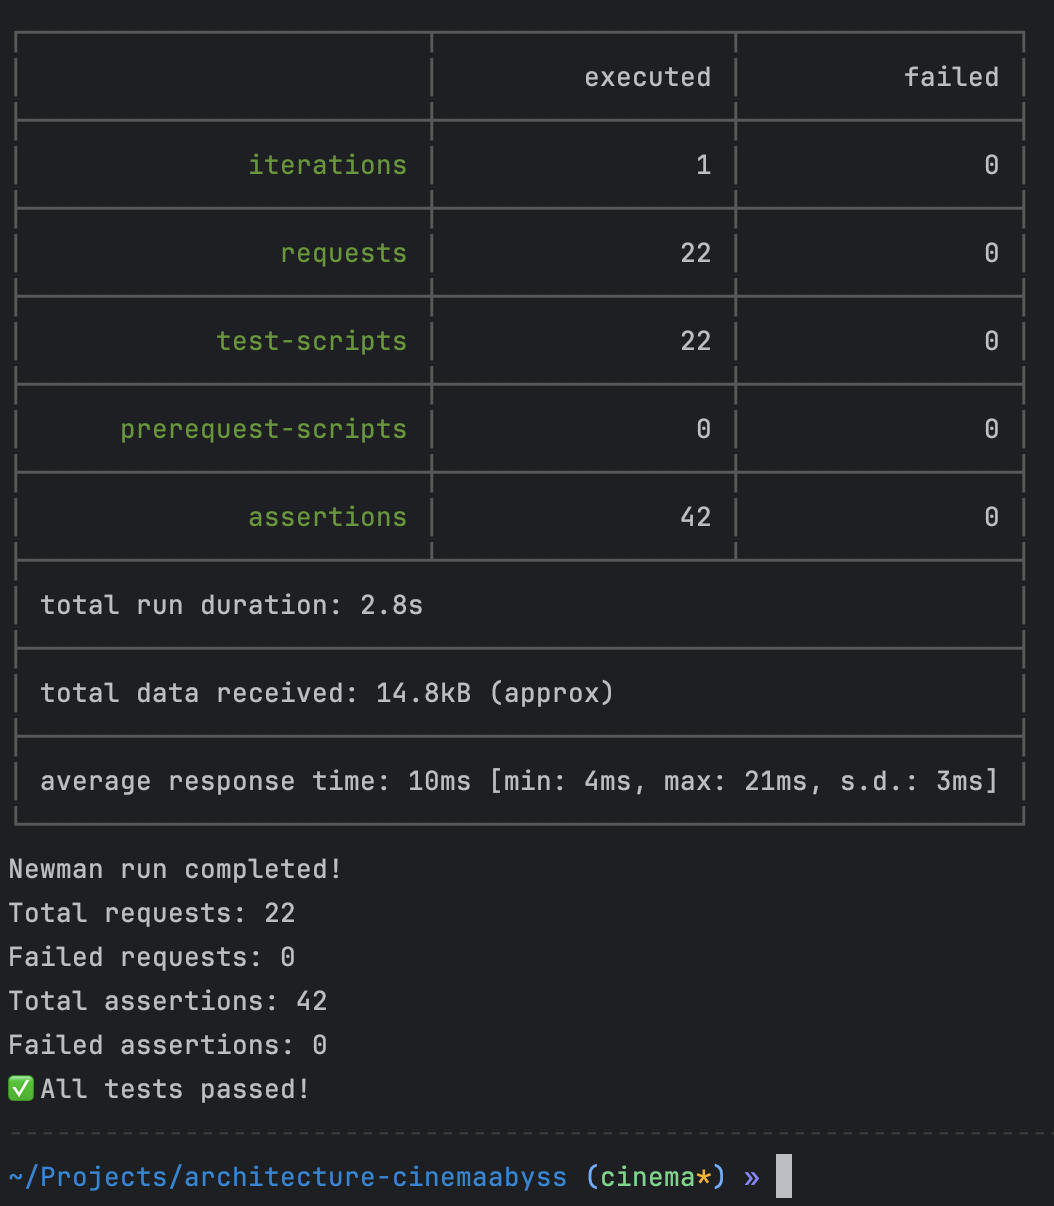 executed failed
iterations 1 0
requests 22 0
test-scripts 22 0
prerequest-scripts 0 0
assertions 42 0
total run duration: 2.8s
total data received: 14.8kB (approx)
average response time: 10ms [min: 4ms, max: 21ms, s.d.: 3ms]
Newman run completed!
Total requests: 22
Failed requests: 0
Total assertions: 42
Failed assertions: 0
✅ All tests passed!
~/Projects/architecture-cinemaabyss (cinema*) »